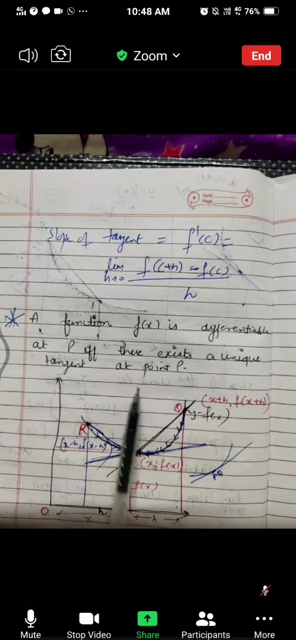 10:48 AM
76%
Zoom
End
Slope of tangent = f'(c) =
lim f(c+h) - f(c)
h→0 h
A function f(x) is differentiable
at P iff there exists a unique
tangent at point P.
Q (x+h, f(x+h))
y=f(x)
R
(x-h, f(x-h))
(x, f(x))
f(x)
PQ
O x h h
Mute
Stop Video
Share
Participants
More